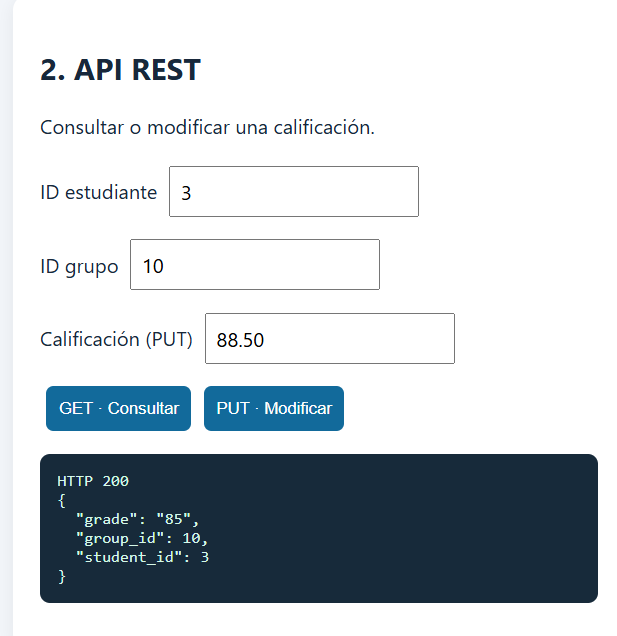 2. API REST
Consultar o modificar una calificación.
ID estudiante 3
ID grupo 10
Calificación (PUT) 88.50
GET · Consultar PUT · Modificar
HTTP 200
{
  "grade": "85",
  "group_id": 10,
  "student_id": 3
}